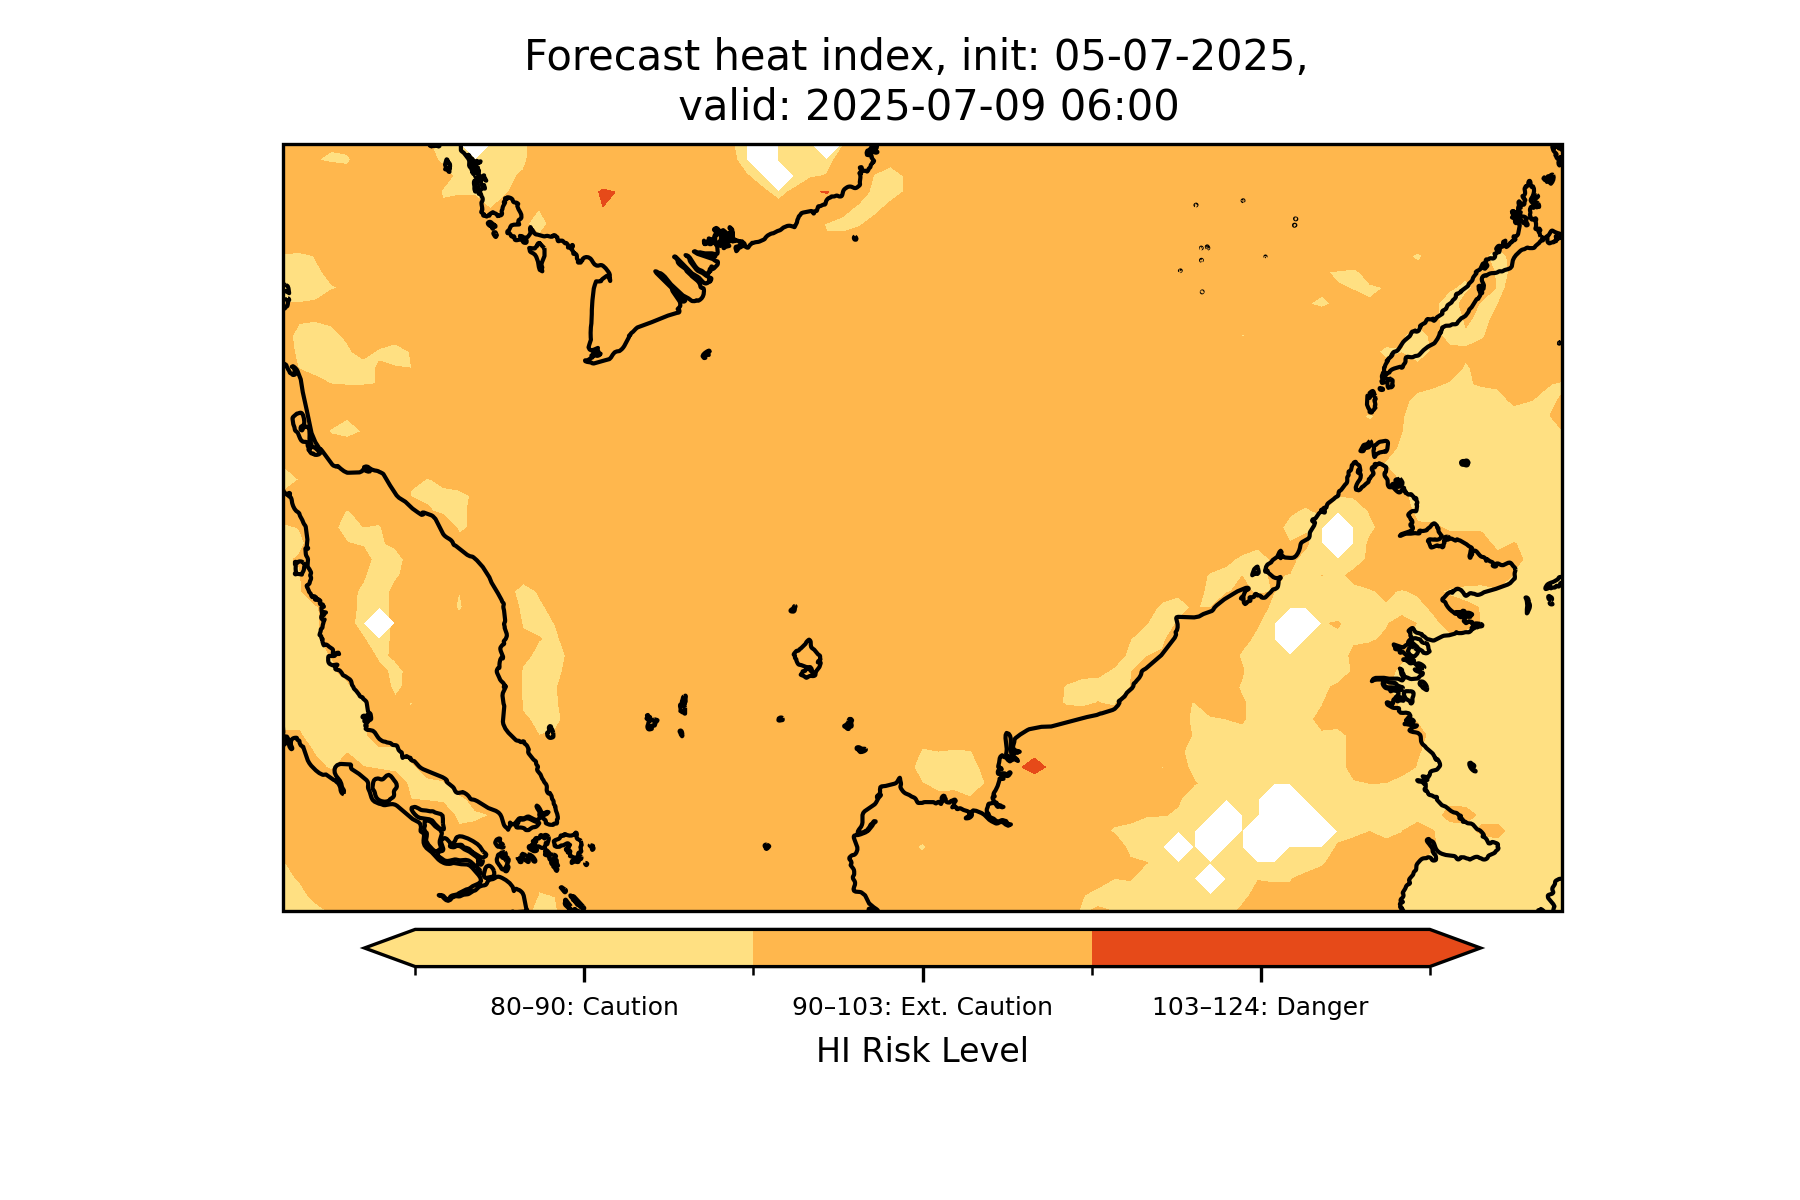 Forecast heat index, init: 05-07-2025,
valid: 2025-07-09 06:00
80–90: Caution
90–103: Ext. Caution
103–124: Danger
HI Risk Level